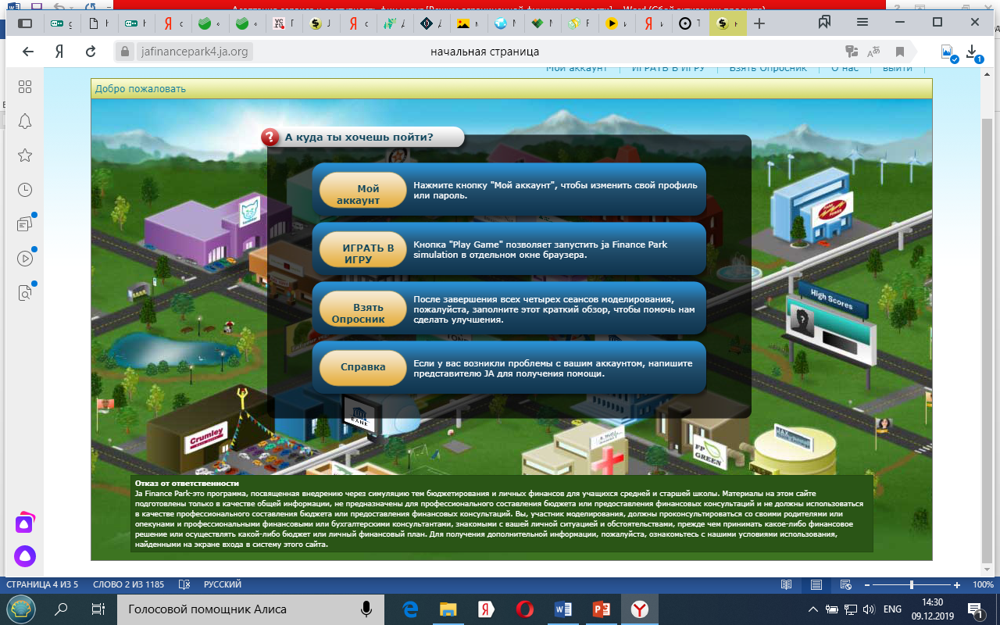 jafinancepark4.ja.org
начальная страница
1
Мой аккаунт
ИГРАТЬ В ИГРУ
Взять Опросник
О нас
выйти
Добро пожаловать
А куда ты хочешь пойти?
Мой
аккаунт
Нажмите кнопку "Мой аккаунт", чтобы изменить свой профиль
или пароль.
ИГРАТЬ В
ИГРУ
Кнопка "Play Game" позволяет запустить ja Finance Park
simulation в отдельном окне браузера.
Взять
Опросник
После завершения всех четырех сеансов моделирования,
пожалуйста, заполните этот краткий обзор, чтобы помочь нам
сделать улучшения.
Справка
Если у вас возникли проблемы с вашим аккаунтом, напишите
представителю JA для получения помощи.
High Scores
Crumley
BANK
FP
GREEN
Отказ от ответственности
Ja Finance Park-это программа, посвященная внедрению через симуляцию тем бюджетирования и личных финансов для учащихся средней и старшей школы. Материалы на этом сайте
подготовлены только в качестве общей информации, не предназначены для профессионального составления бюджета или предоставления финансовых консультаций и не должны использоваться
в качестве профессионального составления бюджета или предоставления финансовых консультаций. Вы, участник моделирования, должны проконсультироваться со своими родителями или
опекунами и профессиональными финансовыми или бухгалтерскими консультантами, знакомыми с вашей личной ситуацией и обстоятельствами, прежде чем принимать какое-либо финансовое
решение или осуществлять какой-либо бюджет или личный финансовый план. Для получения дополнительной информации, пожалуйста, ознакомьтесь с нашими условиями использования,
найденными на экране входа в систему этого сайта.
СТРАНИЦА 4 ИЗ 5
СЛОВО 2 ИЗ 1185
РУССКИЙ
100%
Голосовой помощник Алиса
ENG
14:30
09.12.2019
1